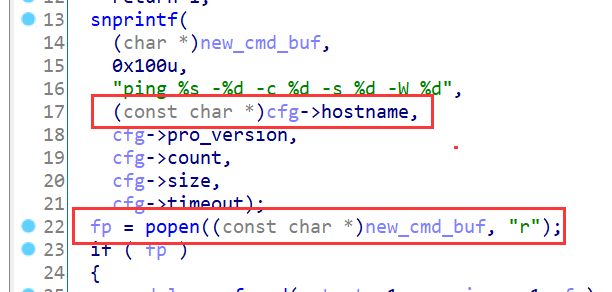 return 1;
13 snprintf(
14 (char *)new_cmd_buf,
15 0x100u,
16 "ping %s -%d -c %d -s %d -W %d",
17 (const char *)cfg->hostname,
18 cfg->pro_version,
19 cfg->count,
20 cfg->size,
21 cfg->timeout);
22 fp = popen((const char *)new_cmd_buf, "r");
23 if ( fp )
24 {